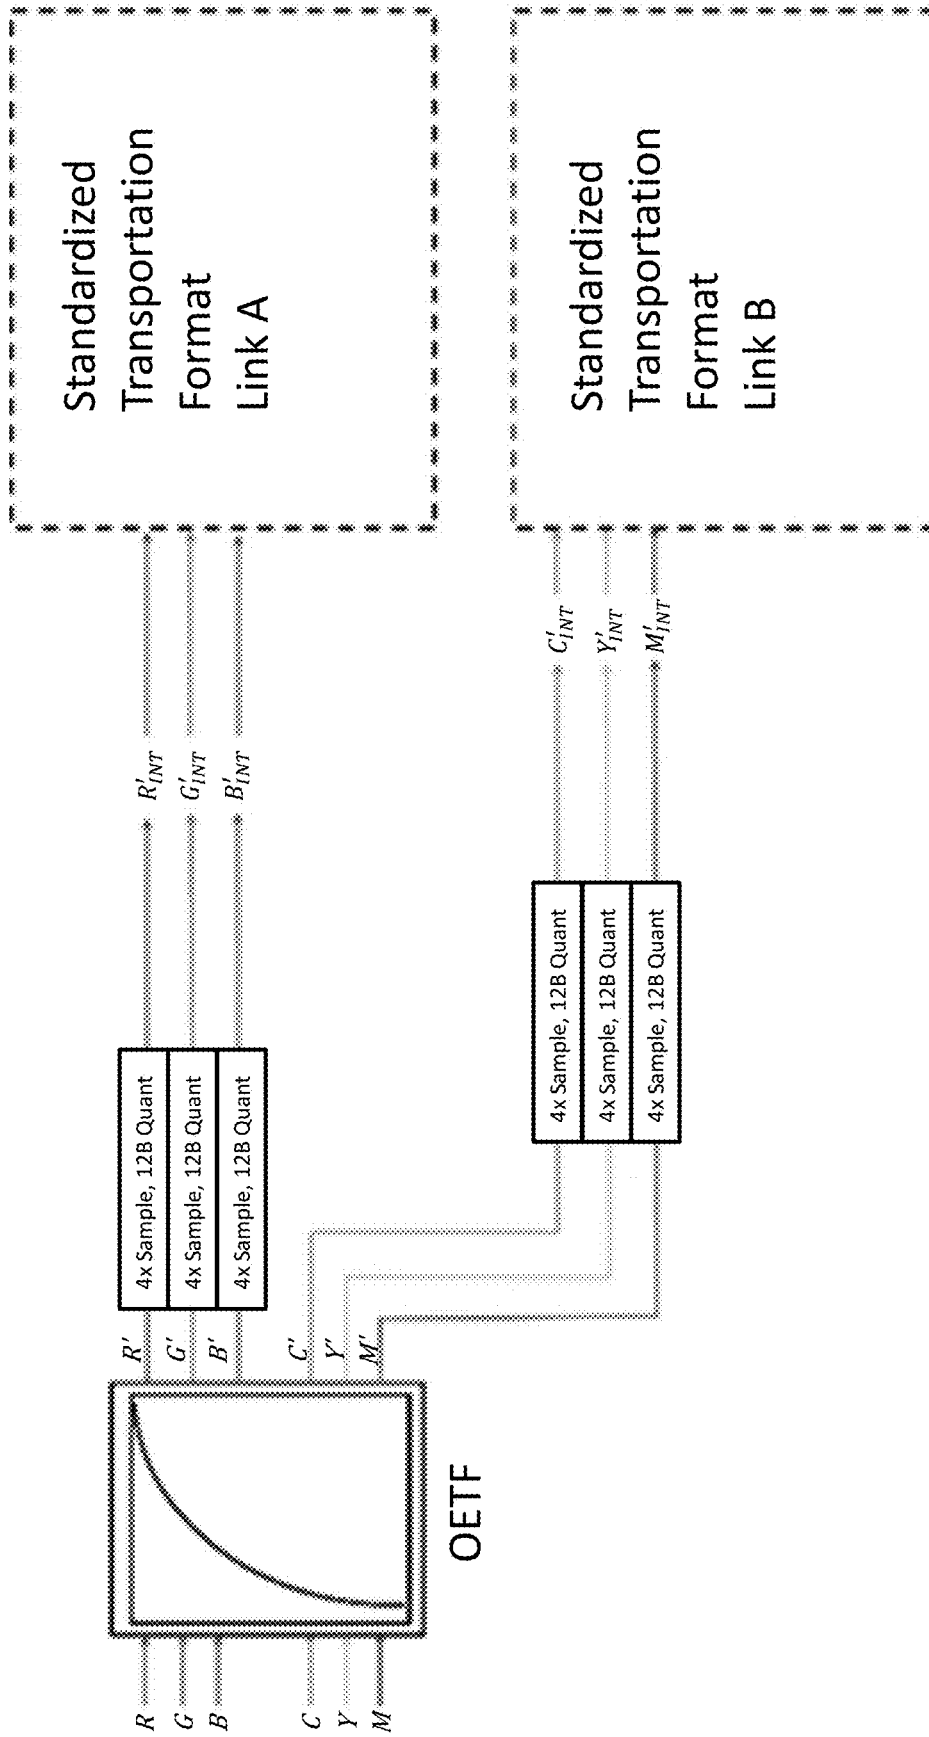 R
G
B
C
Y
M
OETF
R'
G'
B'
C'
Y'
M'
4x Sample, 12B Quant
4x Sample, 12B Quant
4x Sample, 12B Quant
4x Sample, 12B Quant
4x Sample, 12B Quant
4x Sample, 12B Quant
R'INT
G'INT
B'INT
C'INT
Y'INT
M'INT
Standardized
Transportation
Format
Link A
Standardized
Transportation
Format
Link B